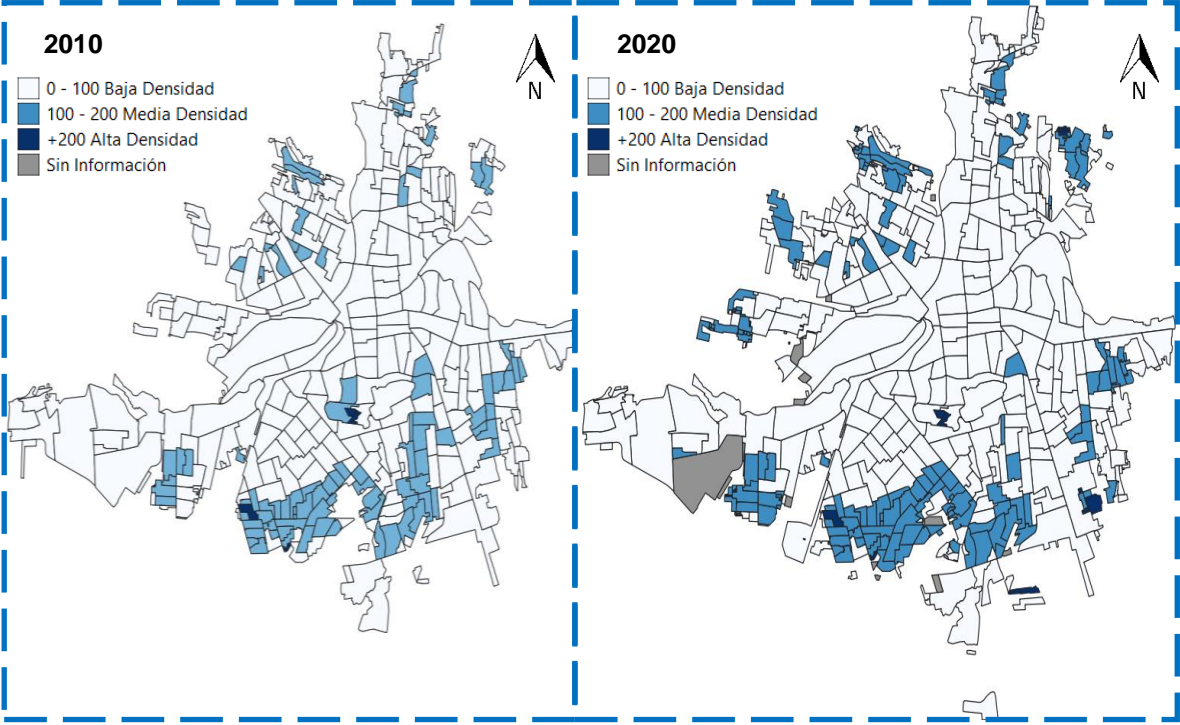 2010
N
0 - 100 Baja Densidad
100 - 200 Media Densidad
+200 Alta Densidad
Sin Información
2020
N
0 - 100 Baja Densidad
100 - 200 Media Densidad
+200 Alta Densidad
Sin Información